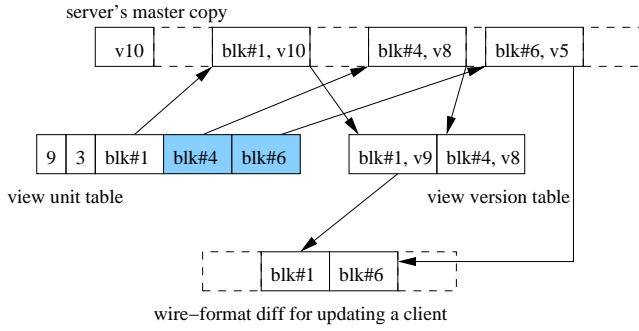 server's master copy
v10 blk#1, v10 blk#4, v8 blk#6, v5
9 3 blk#1 blk#4 blk#6 blk#1, v9 blk#4, v8
view unit table view version table
blk#1 blk#6
wire−format diff for updating a client